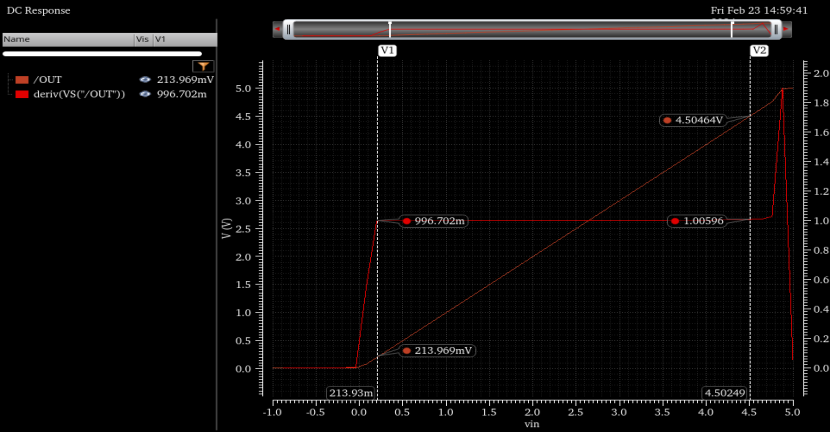 DC Response
Fri Feb 23 14:59:41
Name Vis V1
/OUT 213.969mV
deriv(VS("/OUT")) 996.702m
V1
V2
V (V)
5.0
4.5
4.0
3.5
3.0
2.5
2.0
1.5
1.0
0.5
0.0
4.50464V
996.702m
1.00596
213.969mV
213.93m
4.50249
2.0
1.8
1.6
1.4
1.2
1.0
0.8
0.6
0.4
0.2
0.0
-1.0 -0.5 0.0 0.5 1.0 1.5 2.0 2.5 3.0 3.5 4.0 4.5 5.0
vin